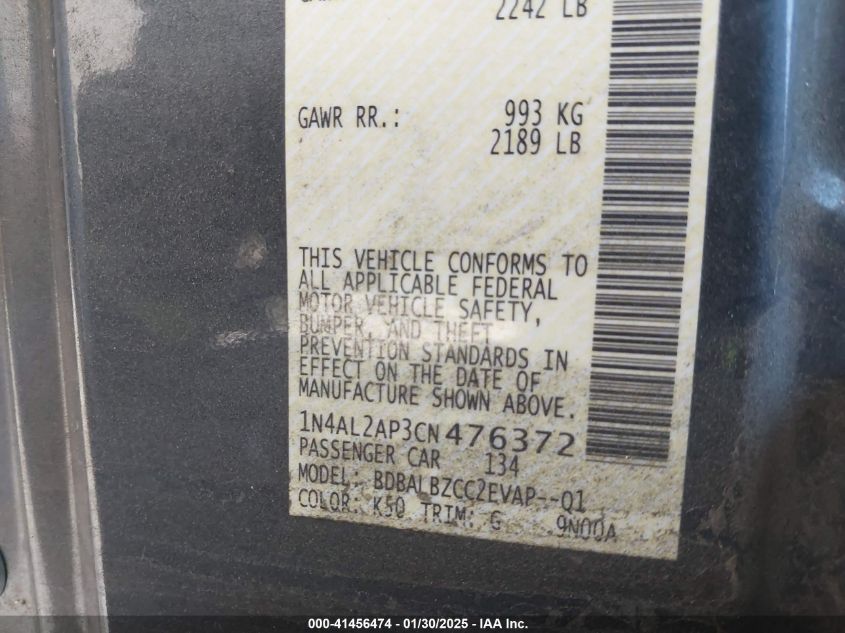 2242 LB
GAWR RR.: 993 KG
2189 LB
THIS VEHICLE CONFORMS TO
ALL APPLICABLE FEDERAL
MOTOR VEHICLE SAFETY,
BUMPER, AND THEFT
PREVENTION STANDARDS IN
EFFECT ON THE DATE OF
MANUFACTURE SHOWN ABOVE.
1N4AL2AP3CN476372
PASSENGER CAR 134
MODEL: BDBALBZCC2EVAP--Q1
COLOR: K50 TRIM: G 9N00A
000-41456474 — 01/30/2025 — IAA Inc.